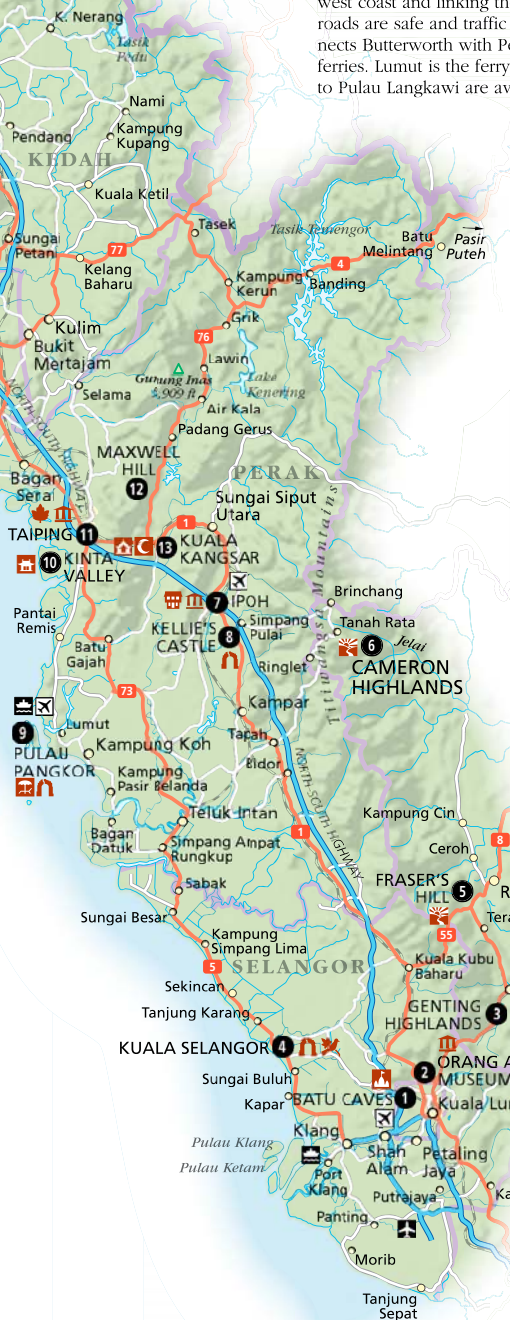 west coast and linking th
roads are safe and traffic
nects Butterworth with Pe
ferries. Lumut is the ferry
to Pulau Langkawi are av
K. Nerang
Tasik
Pedu
Nami
Pendang
Kampung
Kupang
KEDAH
Kuala Ketil
Tasek
Tasik Temengor
Batu
Melintang
Pasir
Puteh
Sungai
Petani
77
Kelang
Baharu
4
Kampung
Kerun
Banding
Grik
Kulim
76
Bukit
Mertajam
Lawin
Gunung Inas
5,909 ft
Lake
Kenering
NORTH-SOUTH HIGHWAY
Selama
Air Kala
Padang Gerus
MAXWELL
HILL
12
PERAK
Bagan
Serai
Sungai Siput
Utara
1
TAIPING
11
13
KUALA
KANGSAR
10
KINTA
VALLEY
Titiwangsa Mountains
7
IPOH
Brinchang
Pantai
Remis
KELLIE'S
CASTLE
8
Simpang
Pulai
Tanah Rata
6
Jelai
Batu
Gajah
Ringlet
CAMERON
HIGHLANDS
73
Kampar
9
Lumut
PULAU
PANGKOR
Kampung Koh
Tapah
Bidor
NORTH-SOUTH HIGHWAY
Kampung
Pasir Belanda
Teluk Intan
Kampung Cin
Bagan
Datuk
1
8
Simpang Ampat
Rungkup
Ceroh
Sabak
FRASER'S
HILL
5
R
Sungai Besar
Tera
Kampung
Simpang Lima
55
5
SELANGOR
Kuala Kubu
Baharu
Sekincan
GENTING
HIGHLANDS
3
Tanjung Karang
KUALA SELANGOR
4
2
ORANG A
MUSEUM
Sungai Buluh
Kapar
BATU CAVES
1
Kuala Lu
Klang
Pulau Klang
Shah
Alam
Petaling
Jaya
Pulau Ketam
Port
Klang
Putrajaya
Ka
Panting
Morib
Tanjung
Sepat